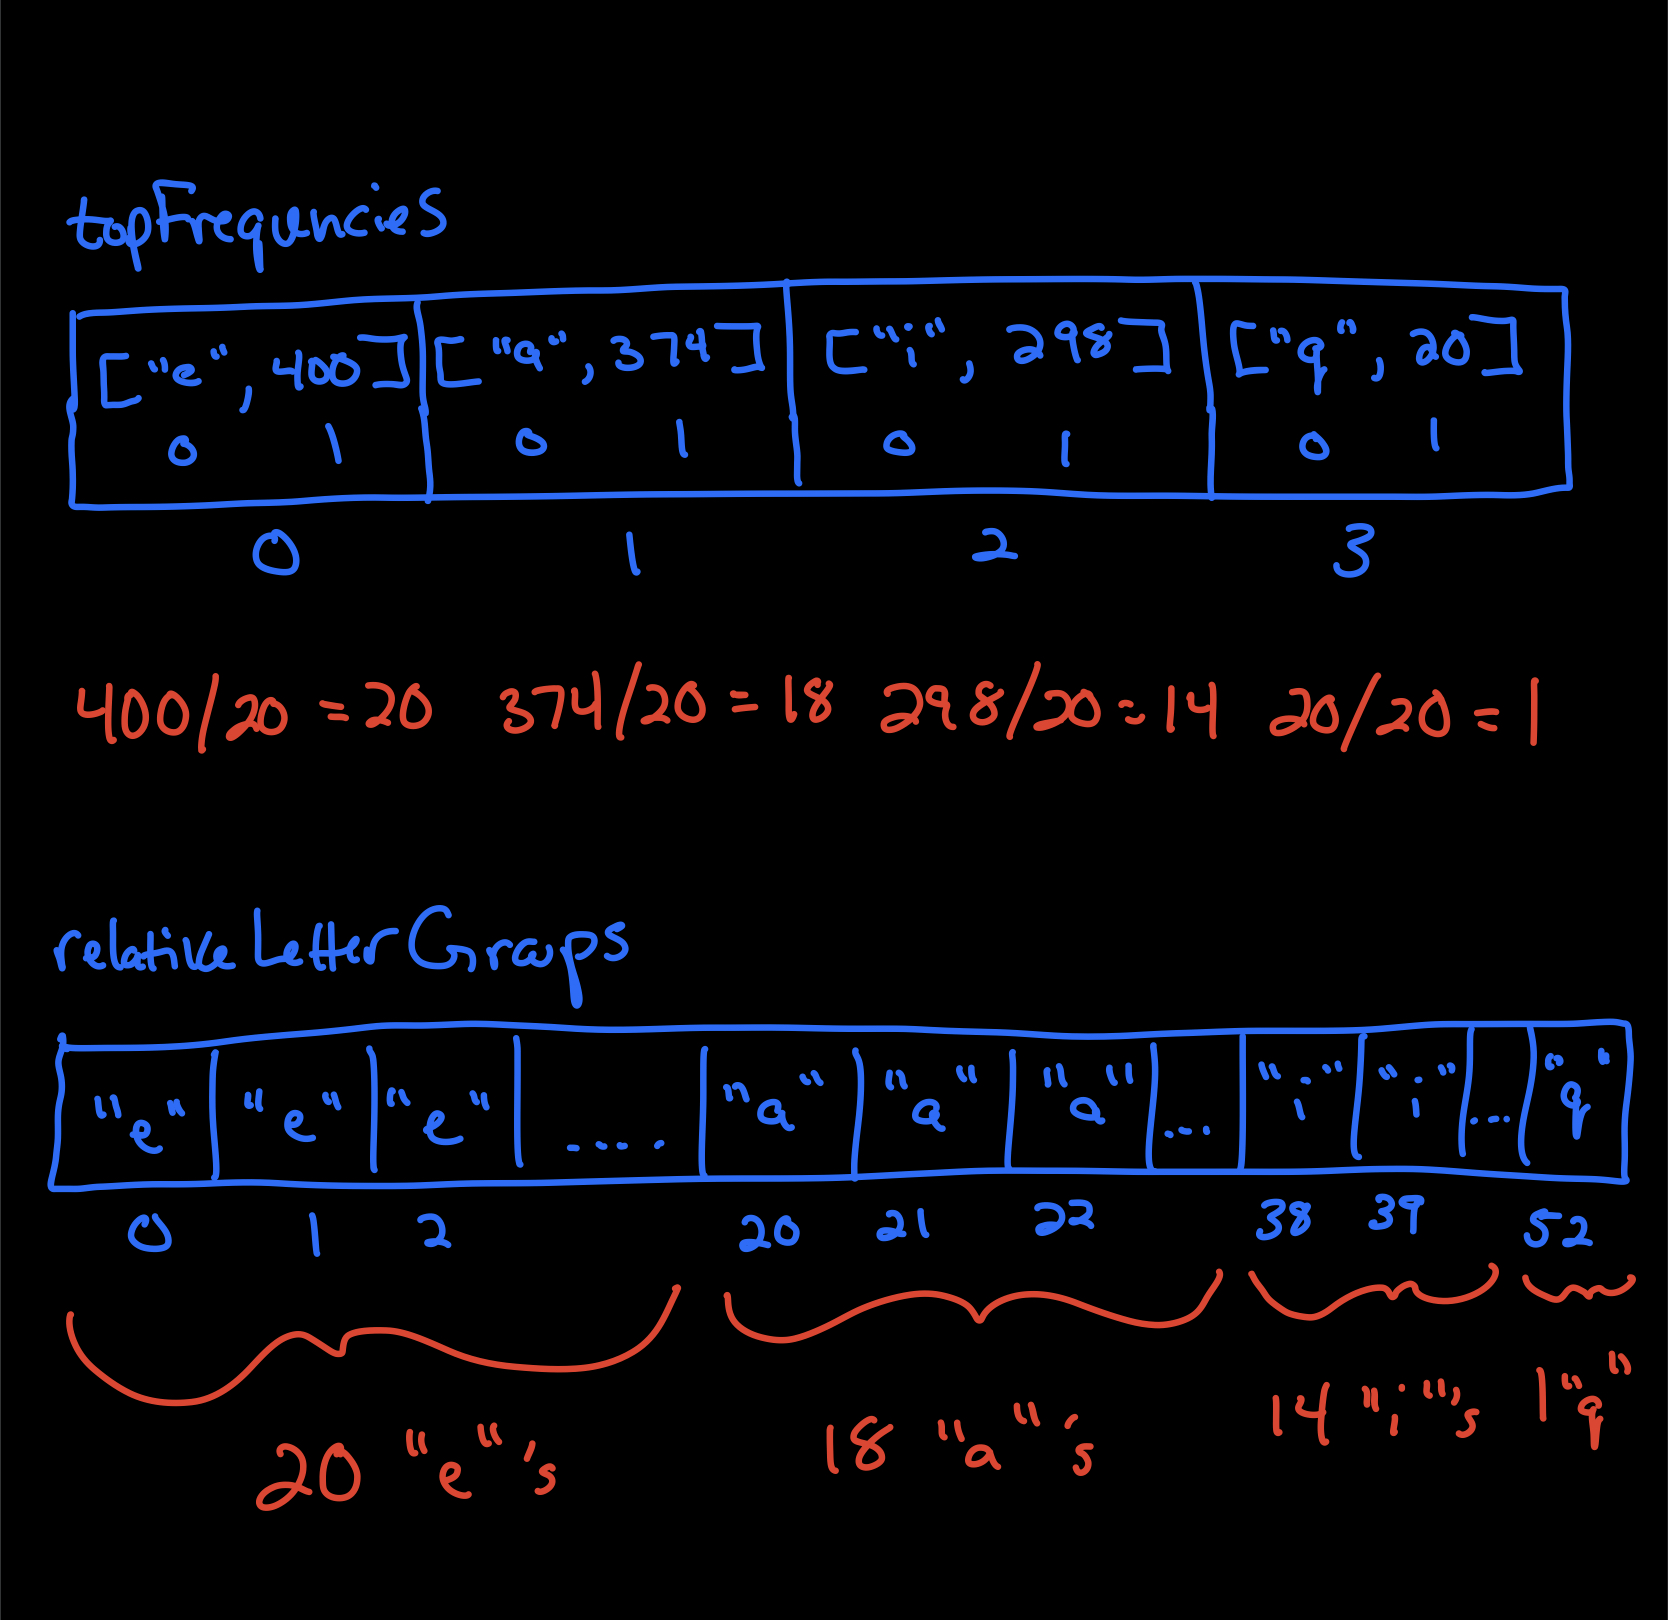 topFrequncies
["e", 400] ["a", 374] ["i", 298] ["q", 20]
0 1 0 1 0 1 0 1
0 1 2 3
400/20 = 20 374/20 = 18 298/20 = 14 20/20 = 1
relativeLetterGroups
"e" "e" "e" .... "a" "a" "a" ... "i" "i" ... "q"
0 1 2 20 21 22 38 39 52
20 "e"'s 18 "a"'s 14 "i"'s 1 "q"